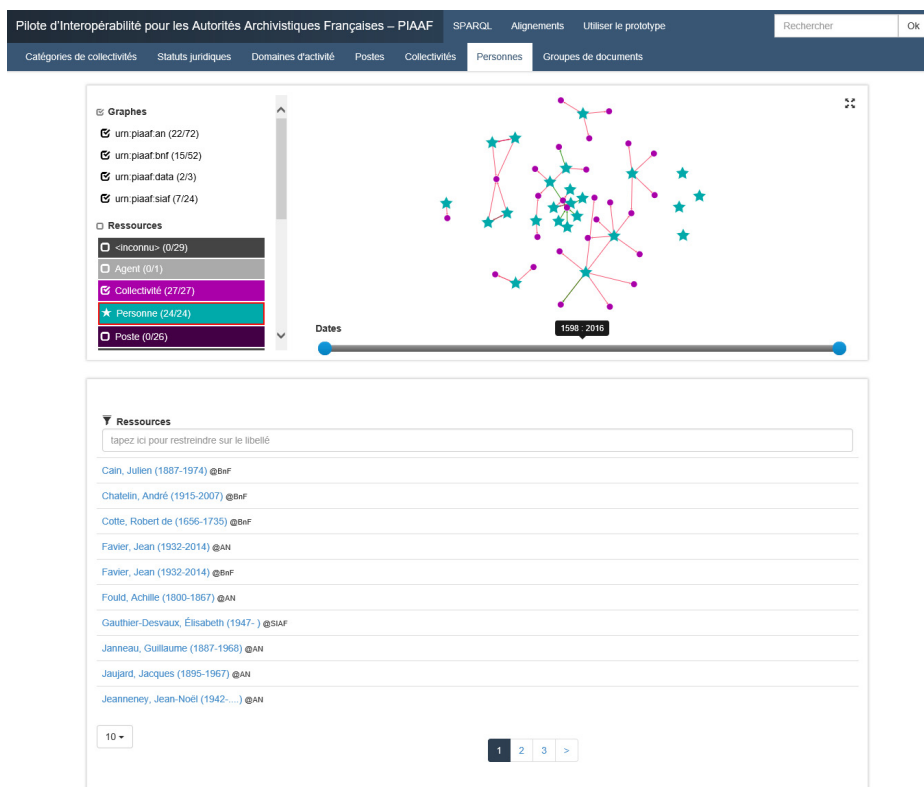 Pilote d'Interopérabilité pour les Autorités Archivistiques Françaises – PIAAF SPARQL Alignements Utiliser le prototype Rechercher Ok
Catégories de collectivités Statuts juridiques Domaines d'activité Postes Collectivités Personnes Groupes de documents
Graphes
urn:piaaf:an (22/72)
urn:piaaf:bnf (15/52)
urn:piaaf:data (2/3)
urn:piaaf:siaf (7/24)
Ressources
<inconnu> (0/29)
Agent (0/1)
Collectivité (27/27)
Personne (24/24)
Poste (0/26)
Dates
1598 : 2016
Ressources
tapez ici pour restreindre sur le libellé
Cain, Julien (1887-1974) @BnF
Chatelin, André (1915-2007) @BnF
Cotte, Robert de (1656-1735) @BnF
Favier, Jean (1932-2014) @AN
Favier, Jean (1932-2014) @BnF
Fould, Achille (1800-1867) @AN
Gauthier-Desvaux, Élisabeth (1947- ) @SIAF
Janneau, Guillaume (1887-1968) @AN
Jaujard, Jacques (1895-1967) @AN
Jeanneney, Jean-Noël (1942-....) @AN
10
1 2 3 >